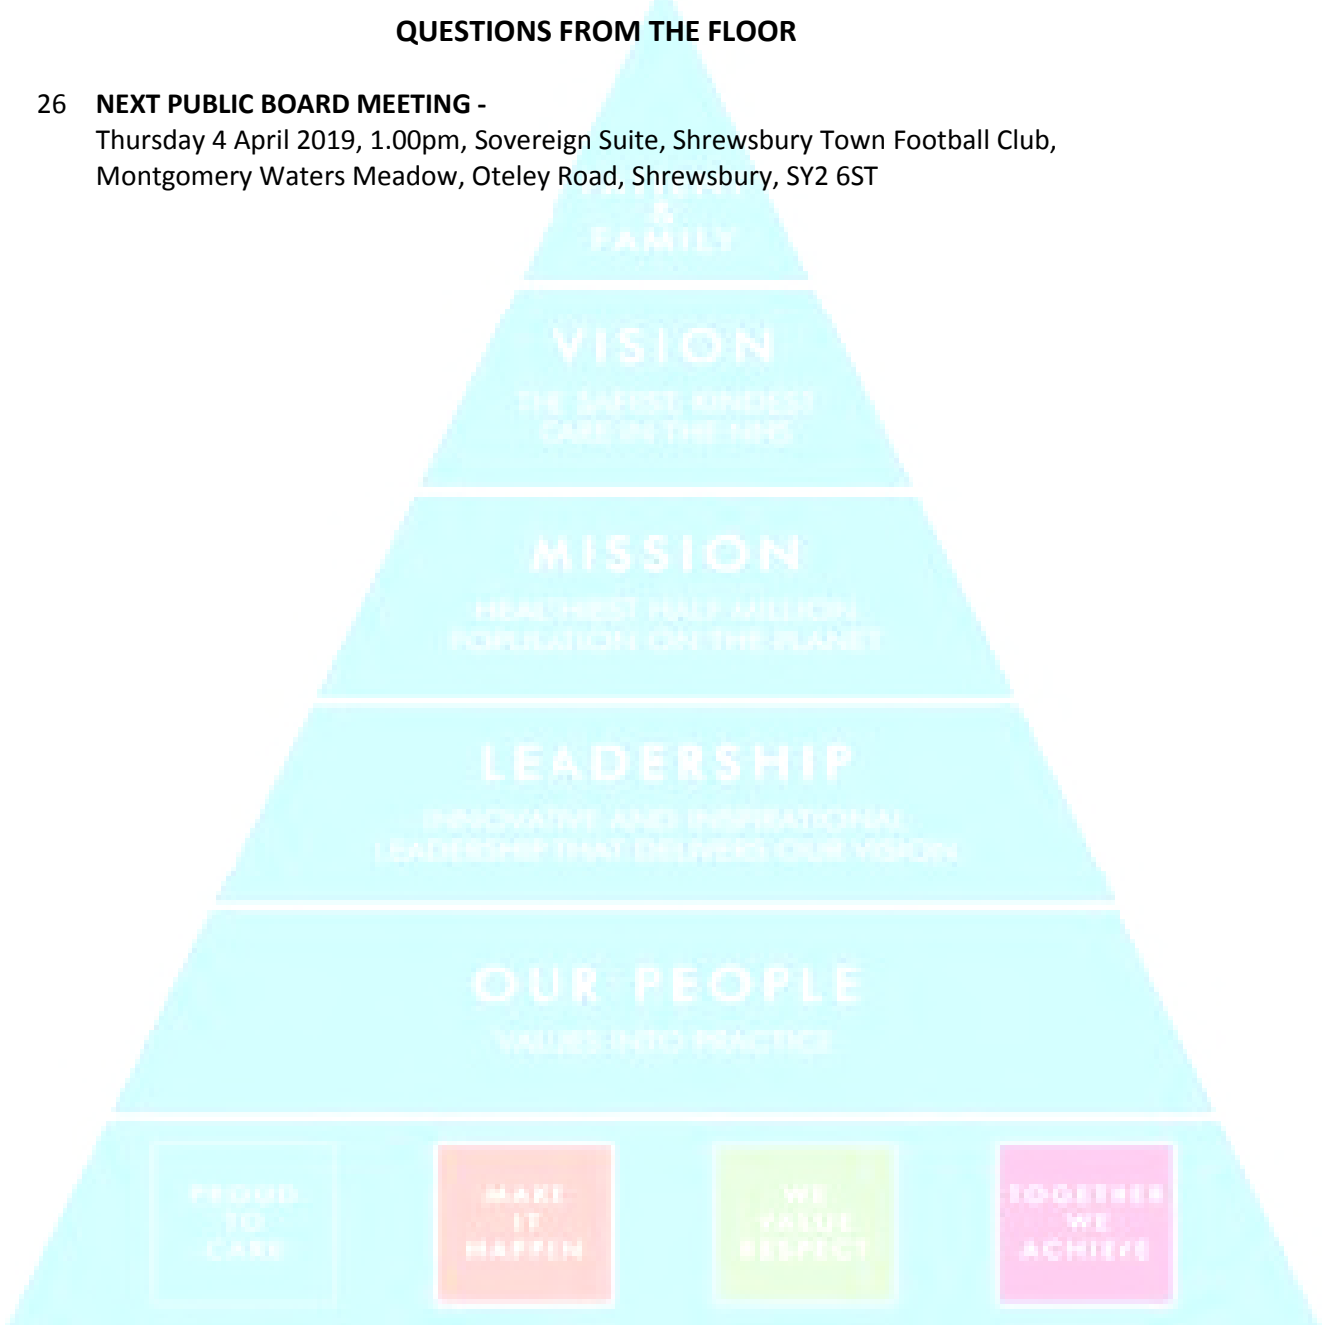 QUESTIONS FROM THE FLOOR
26 NEXT PUBLIC BOARD MEETING -
Thursday 4 April 2019, 1.00pm, Sovereign Suite, Shrewsbury Town Football Club,
Montgomery Waters Meadow, Oteley Road, Shrewsbury, SY2 6ST
&
FAMILY
VISION
THE SAFEST, KINDEST
CARE IN THE NHS
MISSION
HEALTHIEST HALF MILLION
POPULATION ON THE PLANET
LEADERSHIP
INNOVATIVE AND INSPIRATIONAL
LEADERSHIP THAT DELIVERS OUR VISION
OUR PEOPLE
VALUES INTO PRACTICE
PROUD
TO
CARE
MAKE
IT
HAPPEN
WE
VALUE
RESPECT
TOGETHER
WE
ACHIEVE